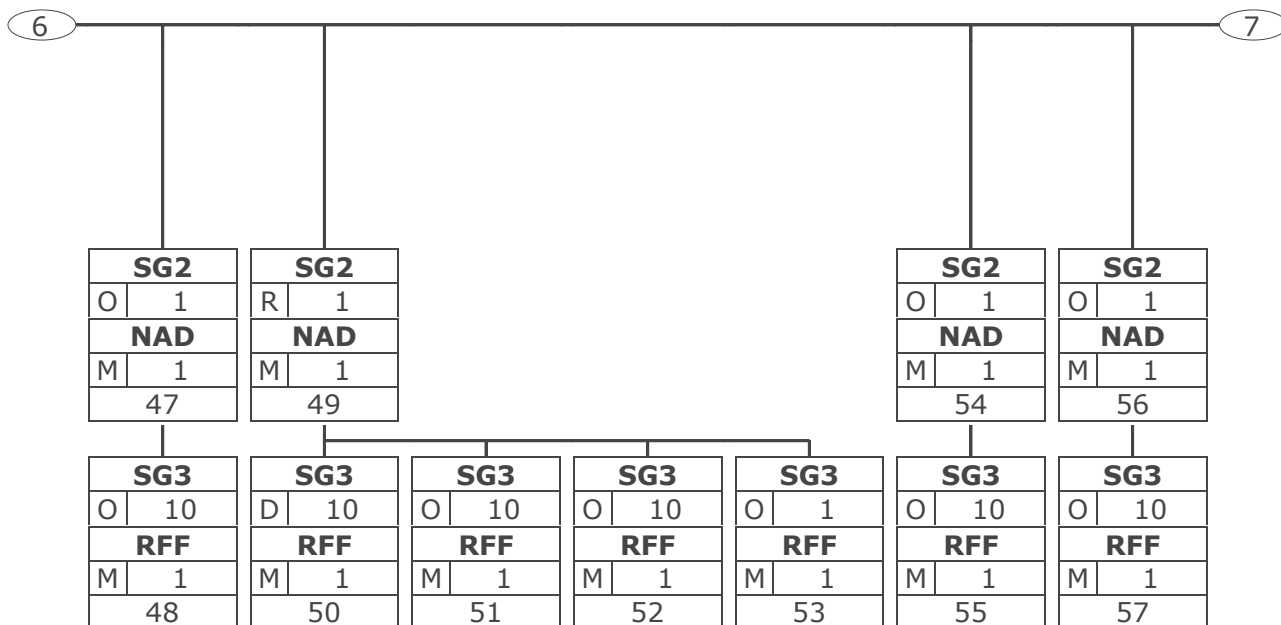 6 7
SG2 SG2 SG2 SG2
O 1 R 1 O 1 O 1
NAD NAD NAD NAD
M 1 M 1 M 1 M 1
47 49 54 56
SG3 SG3 SG3 SG3 SG3 SG3 SG3
O 10 D 10 O 10 O 10 O 1 O 10 O 10
RFF RFF RFF RFF RFF RFF RFF
M 1 M 1 M 1 M 1 M 1 M 1 M 1
48 50 51 52 53 55 57